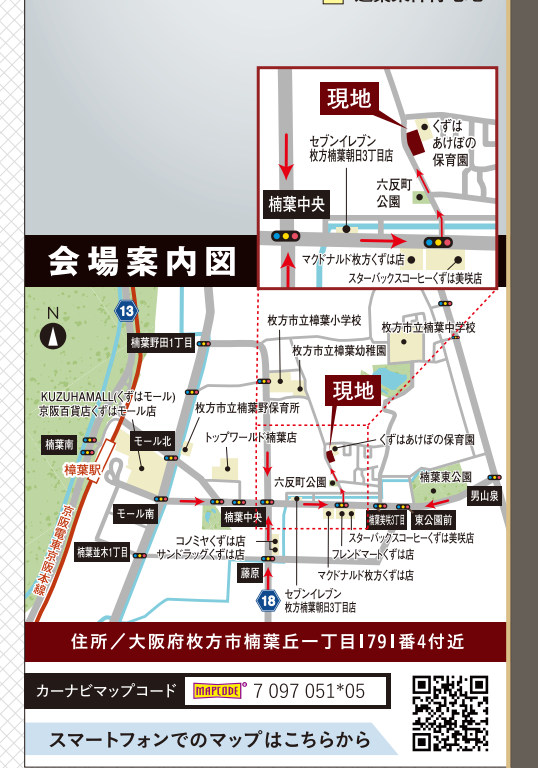 現地
くずは
あけぼの
保育園
セブンイレブン
枚方楠葉朝日3丁目店
六反町
公園
楠葉中央
マクドナルド枚方くずは店
スターバックスコーヒーくずは美咲店
会場案内図
N
13
楠葉野田1丁目
枚方市立樟葉小学校
枚方市立楠葉中学校
枚方市立樟葉幼稚園
現地
KUZUHAMALL(くずはモール)
京阪百貨店くずはモール店
枚方市立楠葉野保育所
楠葉南
モール北
トップワールド楠葉店
くずはあけぼの保育園
樟葉駅
六反町公園
楠葉東公園
男山泉
モール南
楠葉中央
楠葉美咲3丁目
東公園前
京阪電車京阪本線
コノミヤくずは店
サンドラッグくずは店
スターバックスコーヒーくずは美咲店
フレンドマートくずは店
楠葉並木1丁目
藤原
マクドナルド枚方くずは店
18
セブンイレブン
枚方楠葉朝日3丁目店
住所／大阪府枚方市楠葉丘一丁目1791番4付近
カーナビマップコード MAPCODE® 7 097 051*05
スマートフォンでのマップはこちらから